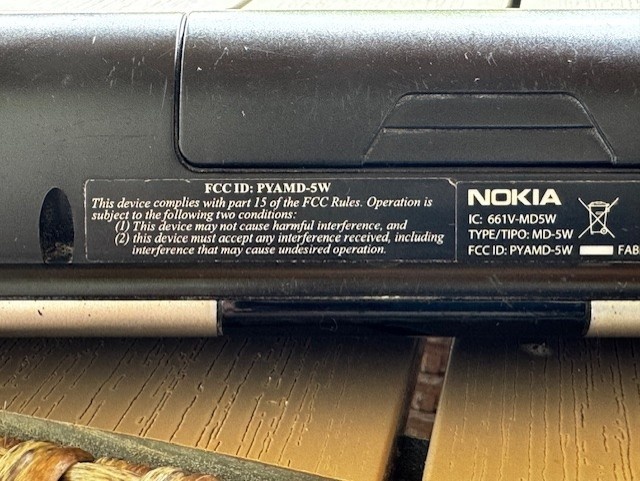 FCC ID: PYAMD-5W
This device complies with part 15 of the FCC Rules. Operation is
subject to the following two conditions:
(1) This device may not cause harmful interference, and
(2) this device must accept any interference received, including
interference that may cause undesired operation.
NOKIA
IC: 661V-MD5W
TYPE/TIPO: MD-5W
FCC ID: PYAMD-5W